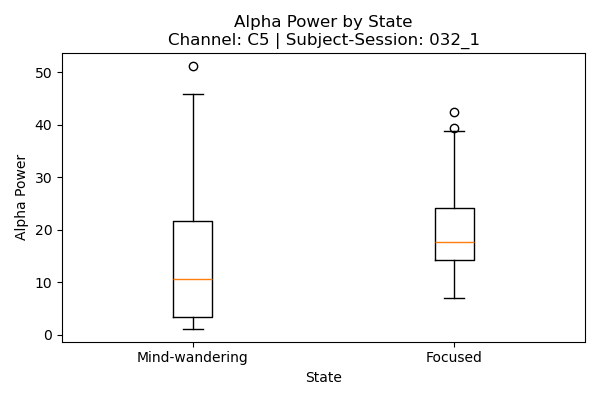 Alpha Power by State
Channel: C5 | Subject-Session: 032_1
Alpha Power
50
40
30
20
10
0
Mind-wandering
Focused
State